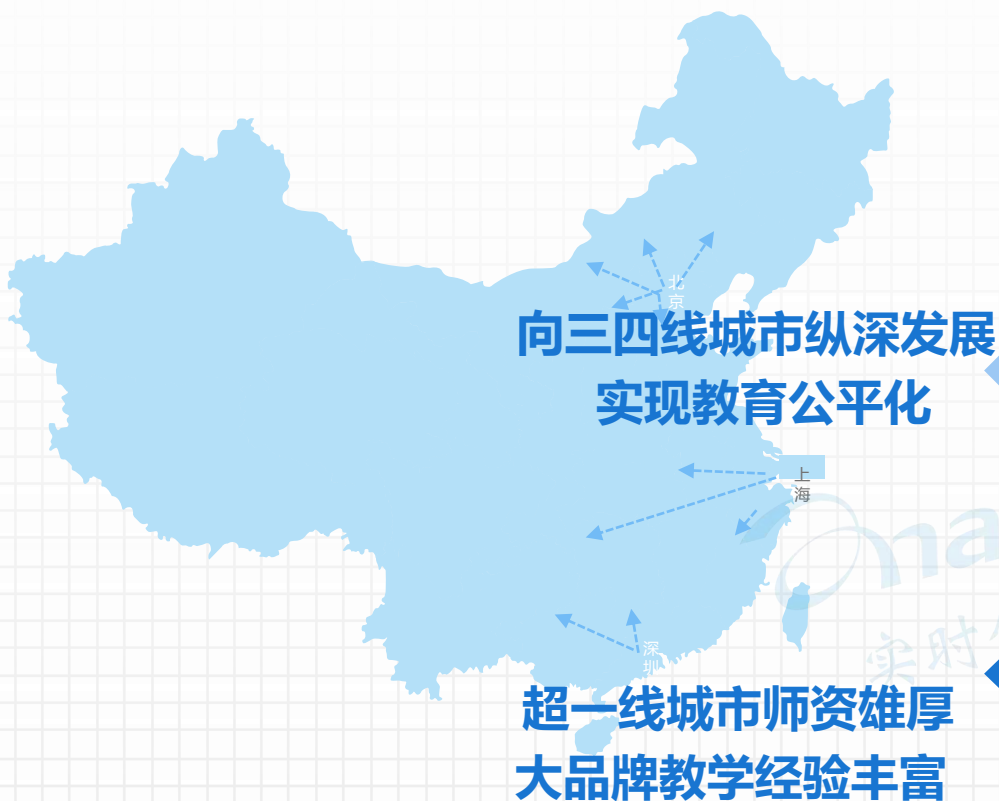 北京
向三四线城市纵深发展
实现教育公平化
上海
实时
深圳
超一线城市师资雄厚
大品牌教学经验丰富